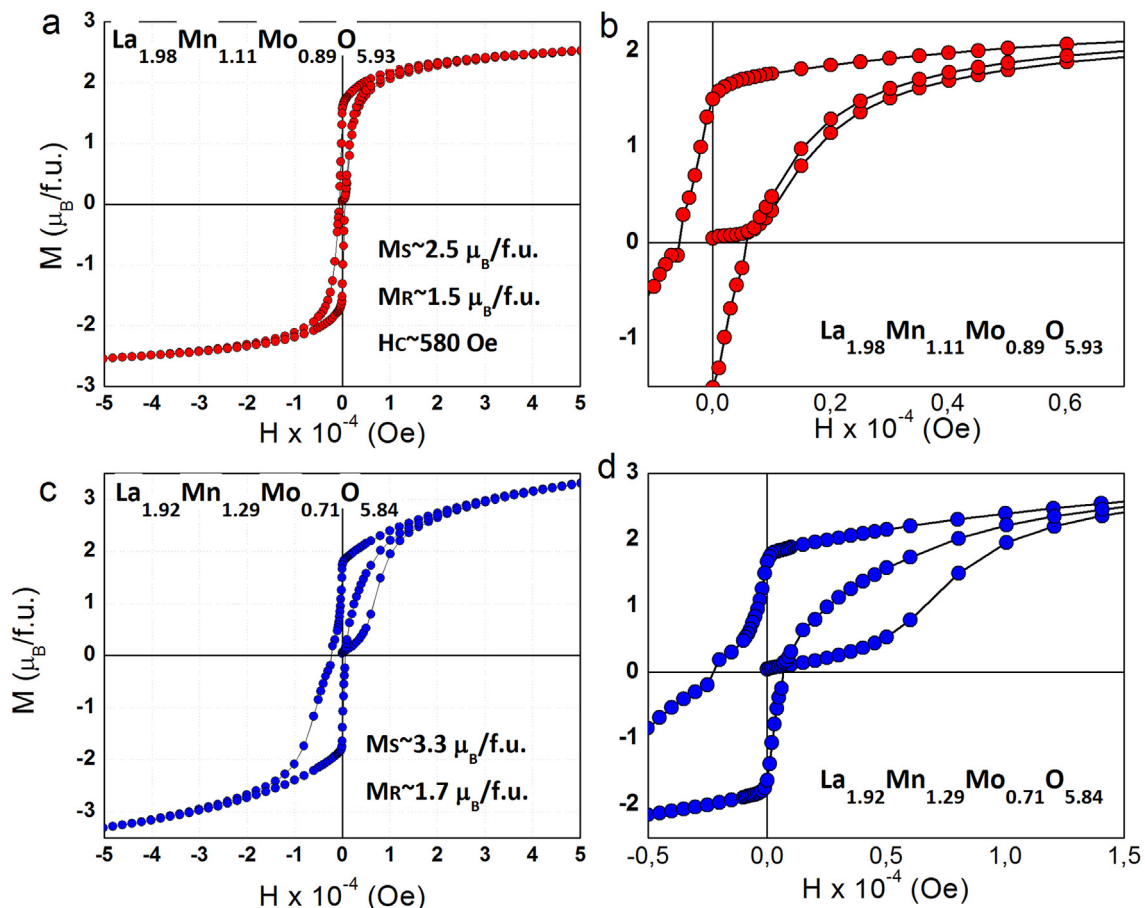 a
La1.98Mn1.11Mo0.89O5.93
3
2
1
0
-1
-2
-3
M (μB/f.u.)
Ms~2.5 μB/f.u.
MR~1.5 μB/f.u.
Hc~580 Oe
-5 -4 -3 -2 -1 0 1 2 3 4 5
H x 10-4 (Oe)
b
2
1
0
-1
La1.98Mn1.11Mo0.89O5.93
0,0 0,2 0,4 0,6
H x 10-4 (Oe)
c
La1.92Mn1.29Mo0.71O5.84
3
2
1
0
-1
-2
-3
M (μB/f.u.)
Ms~3.3 μB/f.u.
MR~1.7 μB/f.u.
-5 -4 -3 -2 -1 0 1 2 3 4 5
H x 10-4 (Oe)
d
3
2
1
0
-1
-2
La1.92Mn1.29Mo0.71O5.84
-0,5 0,0 0,5 1,0 1,5
H x 10-4 (Oe)